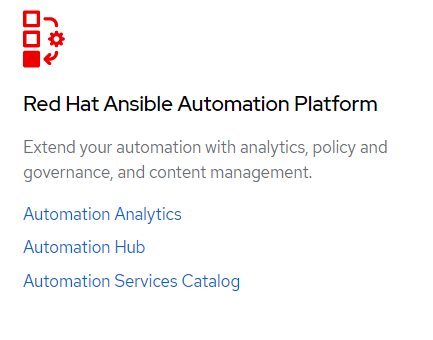 Red Hat Ansible Automation Platform
Extend your automation with analytics, policy and
governance, and content management.
Automation Analytics
Automation Hub
Automation Services Catalog